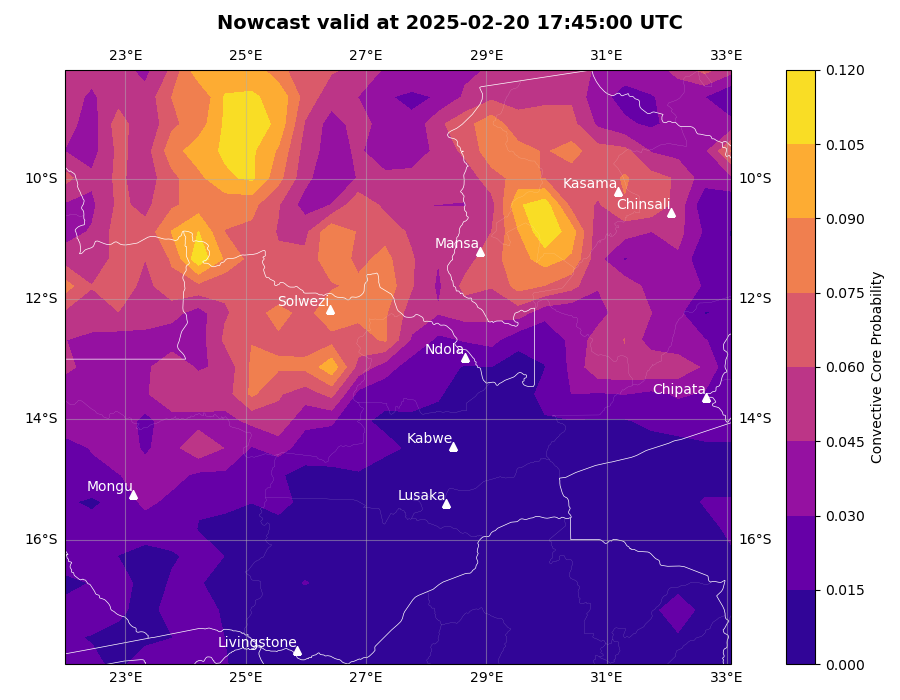 Nowcast valid at 2025-02-20 17:45:00 UTC
23°E 25°E 27°E 29°E 31°E 33°E
10°S 12°S 14°S 16°S
Kasama
Chinsali
Mansa
Solwezi
Ndola
Chipata
Kabwe
Mongu
Lusaka
Livingstone
10°S 12°S 14°S 16°S
23°E 25°E 27°E 29°E 31°E 33°E
0.120
0.105
0.090
0.075
0.060
0.045
0.030
0.015
0.000
Convective Core Probability